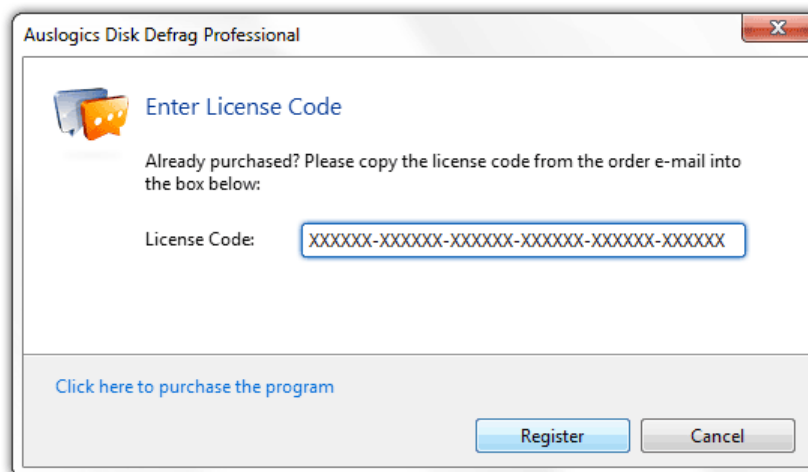 Auslogics Disk Defrag Professional
Enter License Code
Already purchased? Please copy the license code from the order e-mail into
the box below:
License Code: XXXXXX-XXXXXX-XXXXXX-XXXXXX-XXXXXX-XXXXXX
Click here to purchase the program
Register Cancel